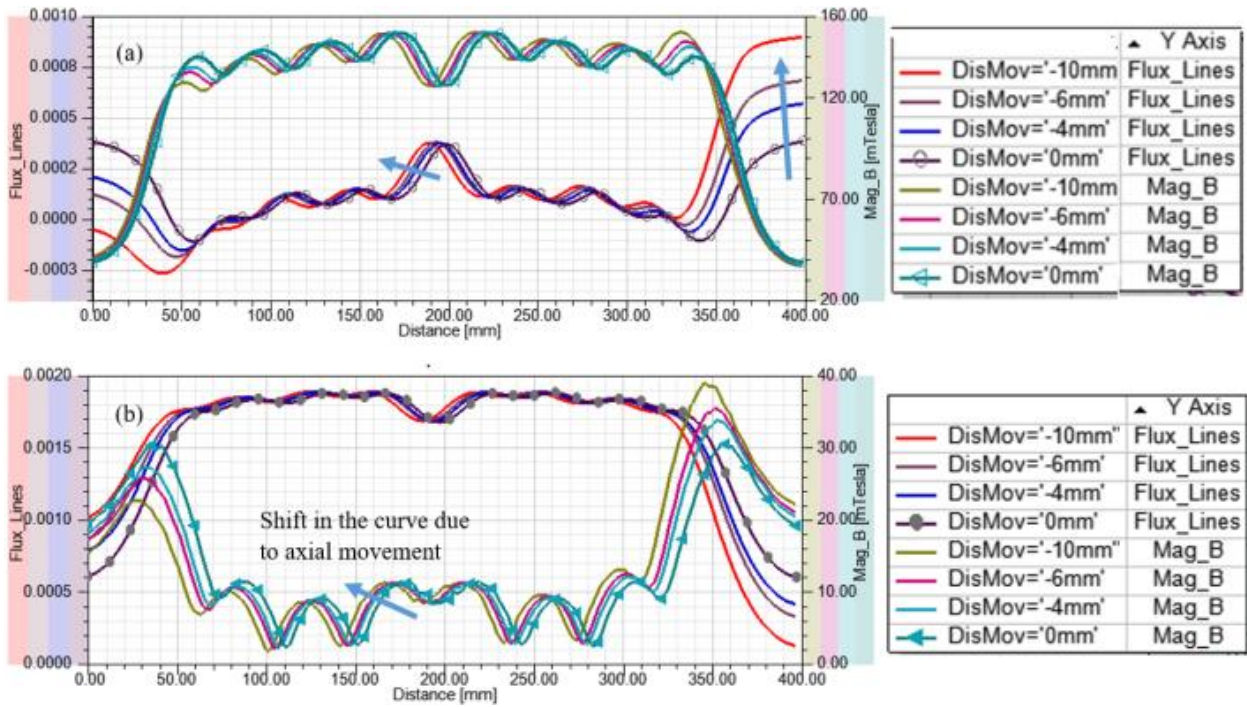 (a)
Flux_Lines
0.0010
0.0008
0.0005
0.0002
0.0000
-0.0003
160.00
120.00
70.00
20.00
Mag_B [mTesla]
0.00 50.00 100.00 150.00 200.00 250.00 300.00 350.00 400.00
Distance [mm]
Y Axis
DisMov='-10mm Flux_Lines
DisMov='-6mm' Flux_Lines
DisMov='-4mm' Flux_Lines
DisMov='0mm' Flux_Lines
DisMov='-10mm Mag_B
DisMov='-6mm' Mag_B
DisMov='-4mm' Mag_B
DisMov='0mm' Mag_B
(b)
Flux_Lines
0.0020
0.0015
0.0010
0.0005
0.0000
Shift in the curve due
to axial movement
40.00
30.00
20.00
10.00
0.00
Mag_B [mTesla]
0.00 50.00 100.00 150.00 200.00 250.00 300.00 350.00 400.00
Distance [mm]
Y Axis
DisMov='-10mm" Flux_Lines
DisMov='-6mm' Flux_Lines
DisMov='-4mm' Flux_Lines
DisMov='0mm' Flux_Lines
DisMov='-10mm" Mag_B
DisMov='-6mm' Mag_B
DisMov='-4mm' Mag_B
DisMov='0mm' Mag_B